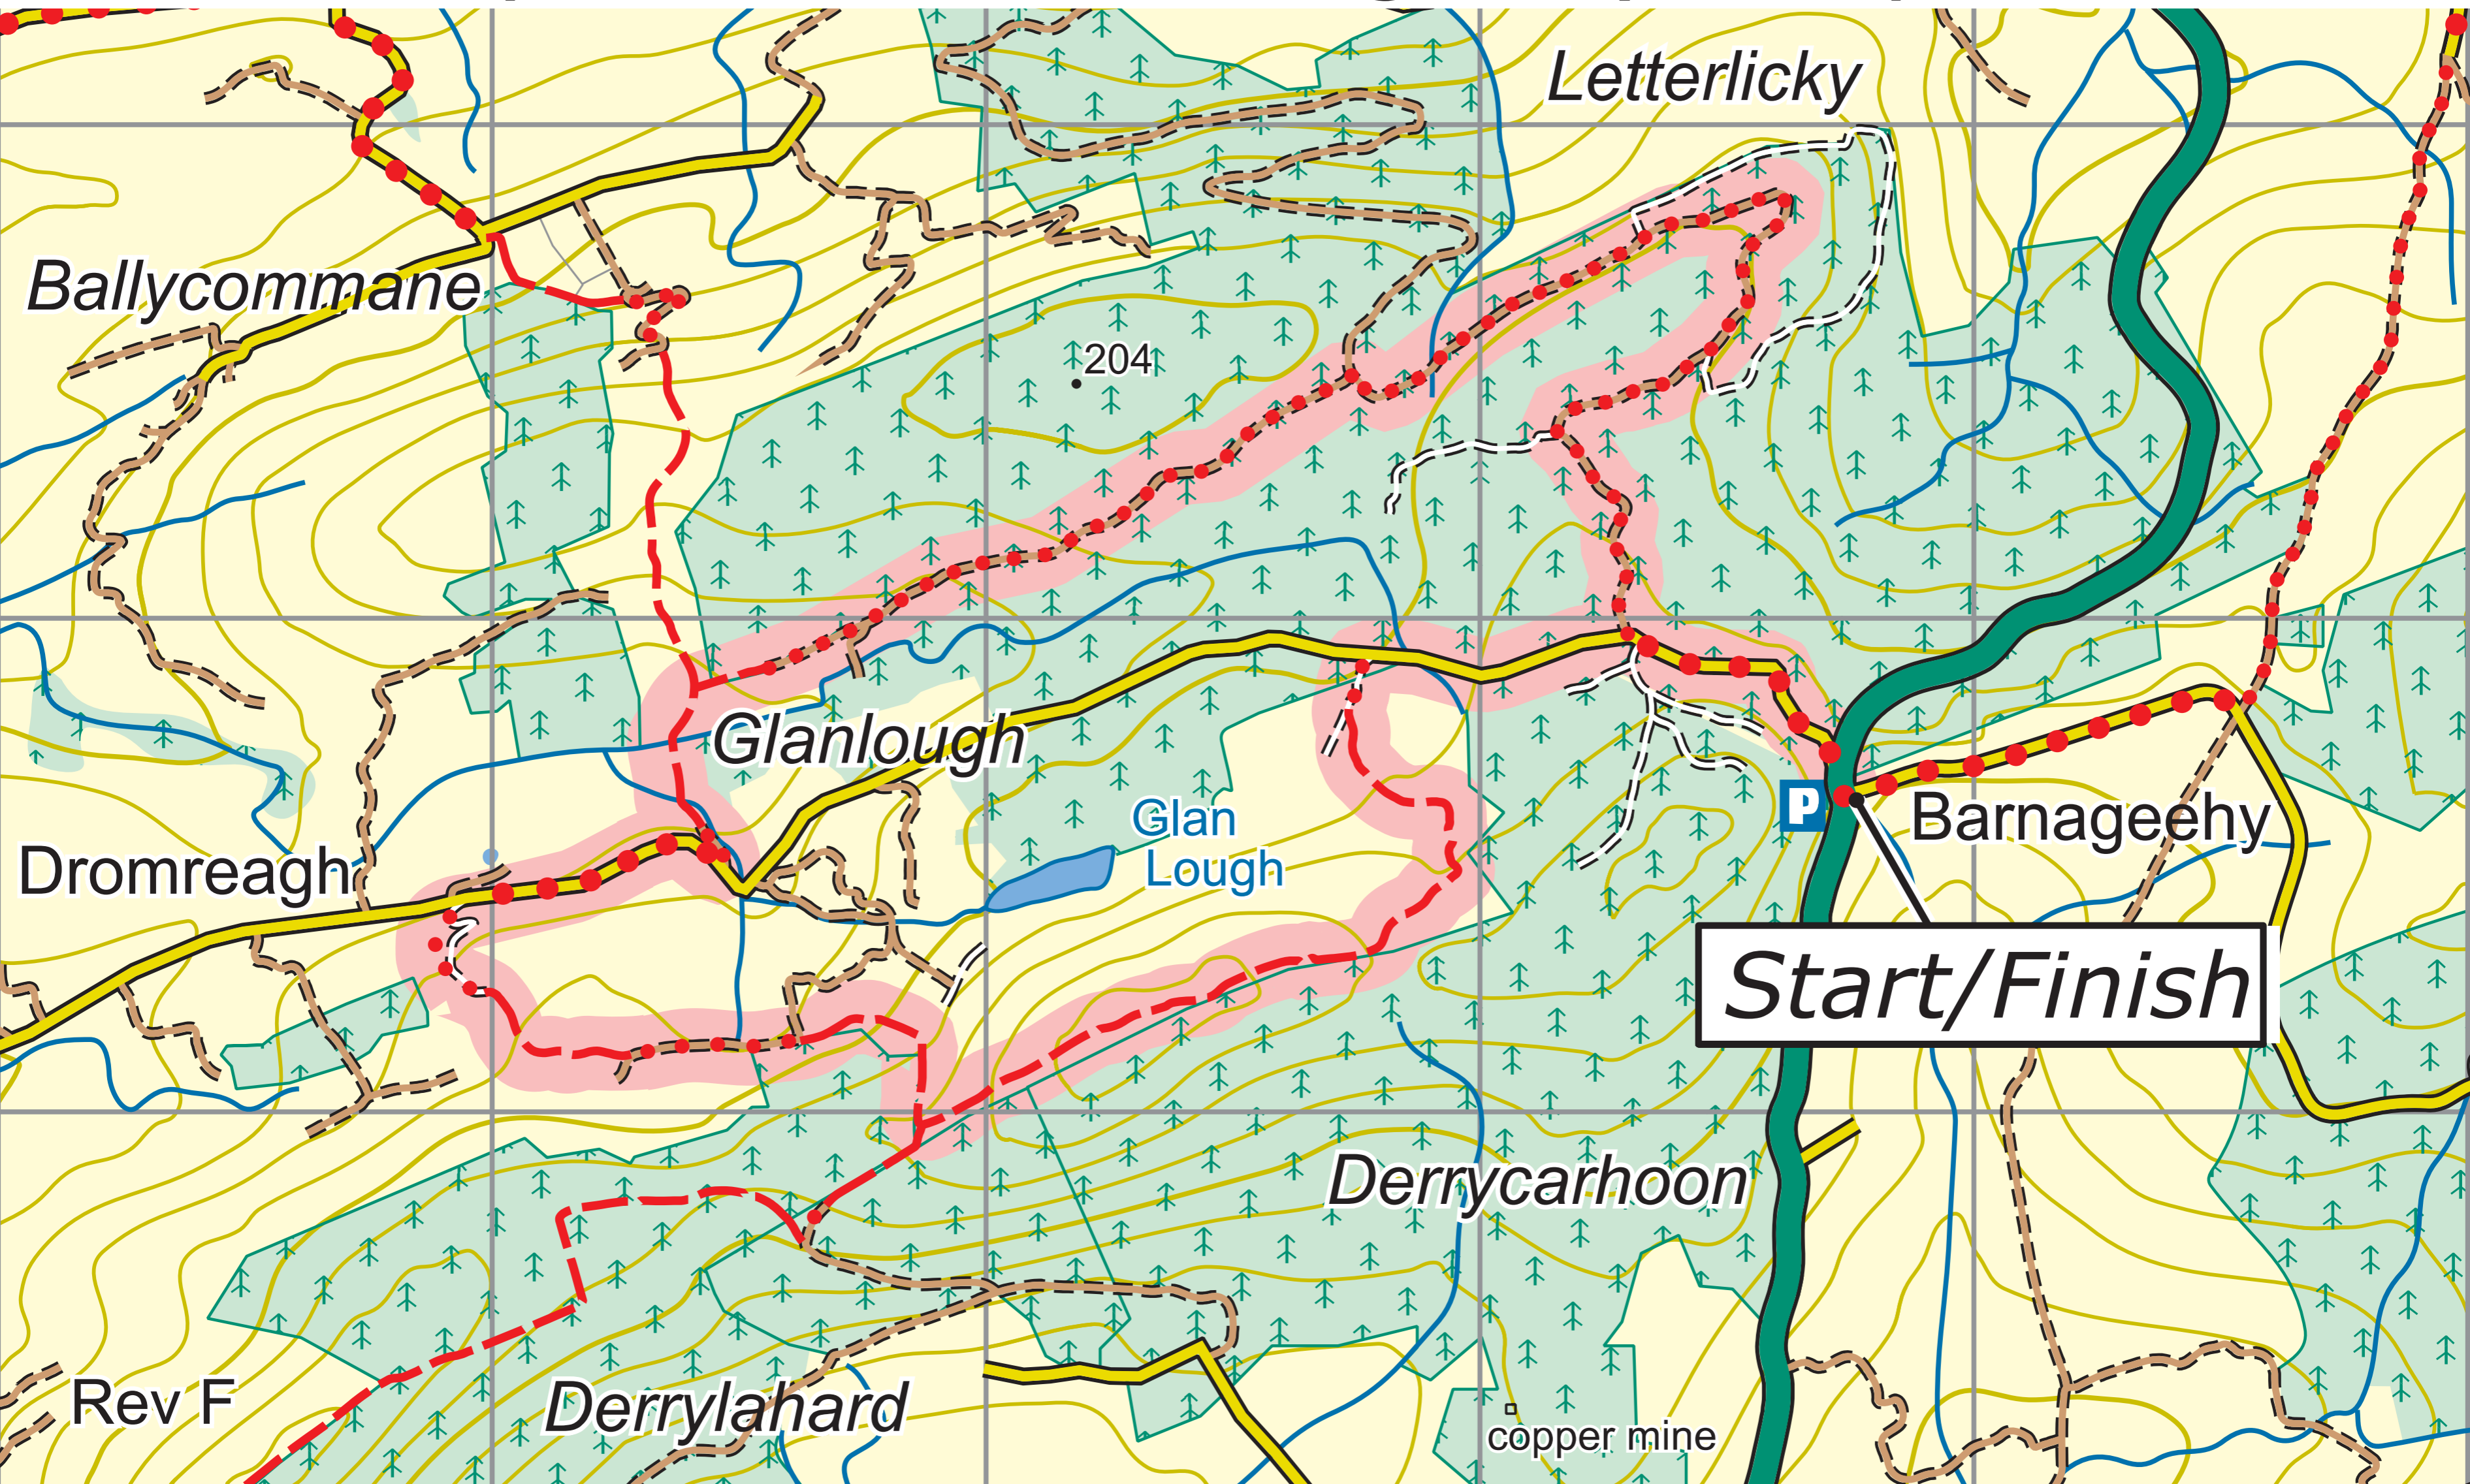 Letterlicky
Ballycommane
204
Glanlough
Glan
Lough
P
Barnageehy
Dromreagh
Start/Finish
Derrycarhoon
Rev F
Derrylahard
copper mine